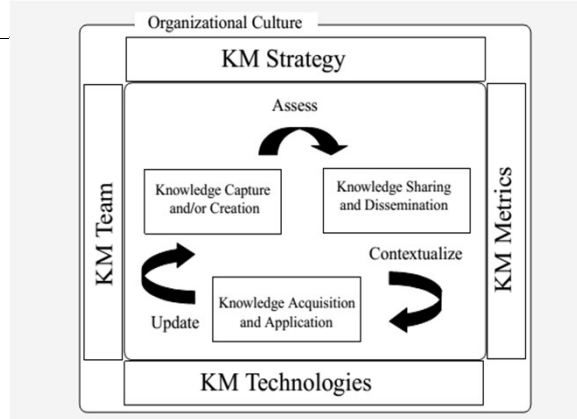 Organizational Culture
KM Strategy
Assess
KM Team
Knowledge Capture
and/or Creation
Knowledge Sharing
and Dissemination
KM Metrics
Contextualize
Knowledge Acquisition
and Application
Update
KM Technologies